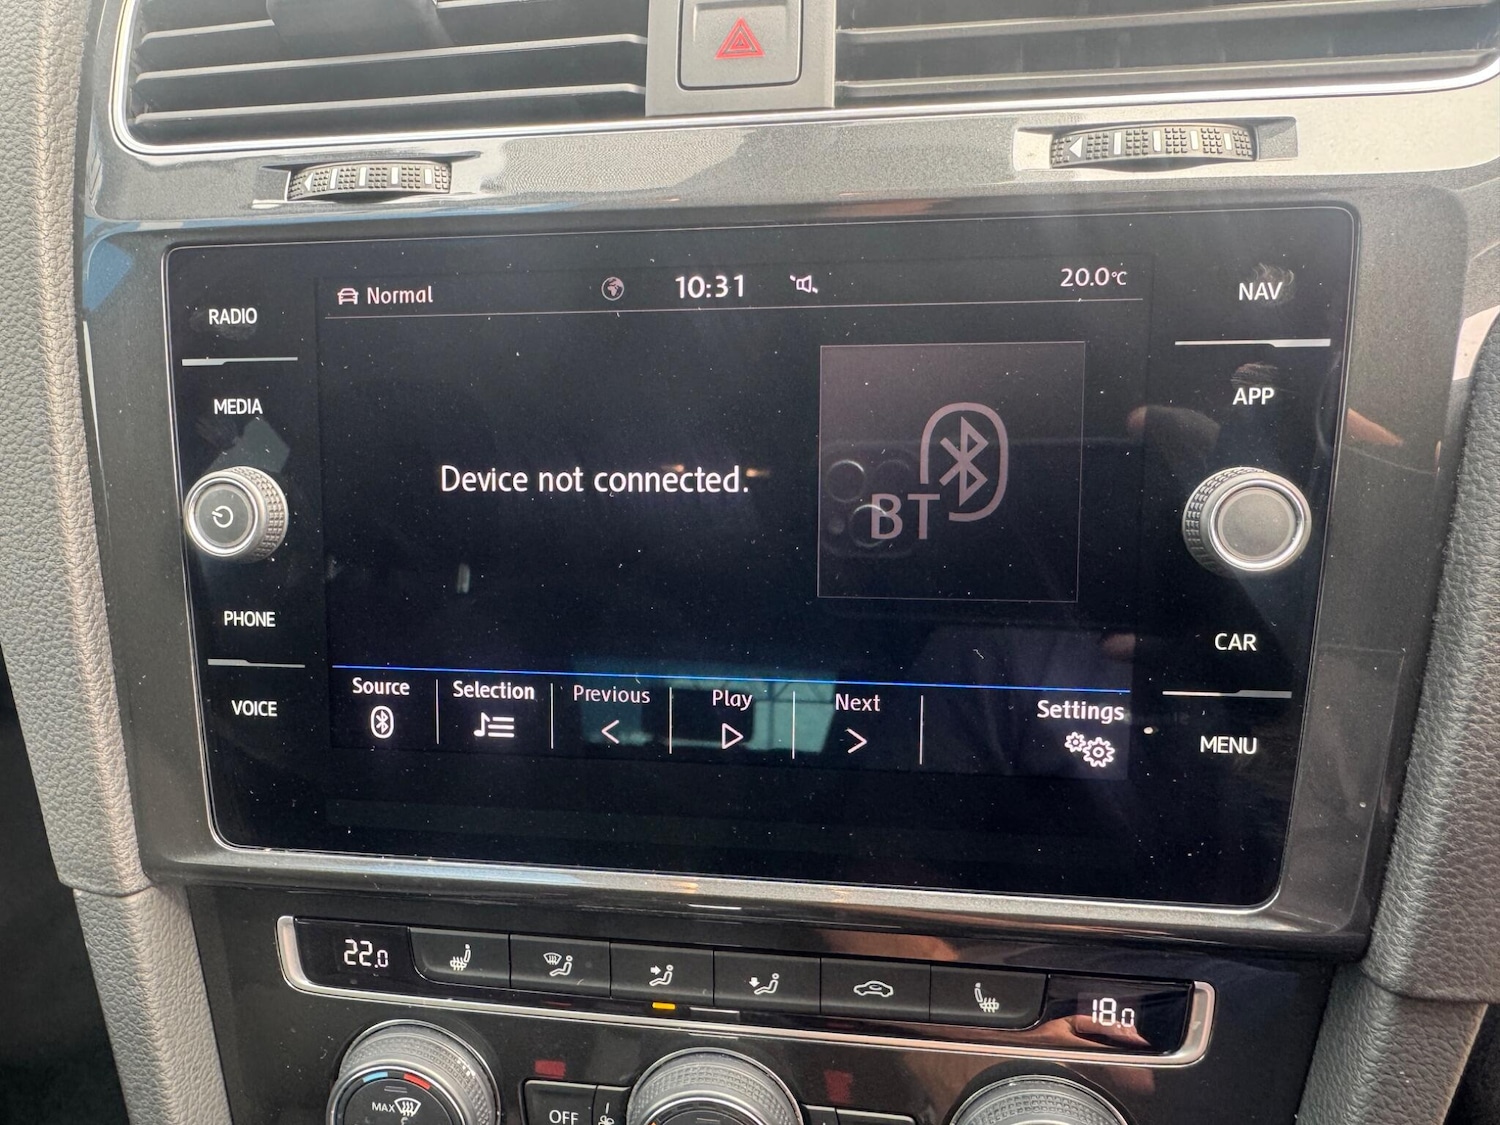 Normal
10:31
20.0°C
RADIO
MEDIA
PHONE
VOICE
NAV
APP
CAR
MENU
Device not connected.
BT
Source
Selection
Previous
Play
Next
Settings
22.0
18.0
MAX
OFF